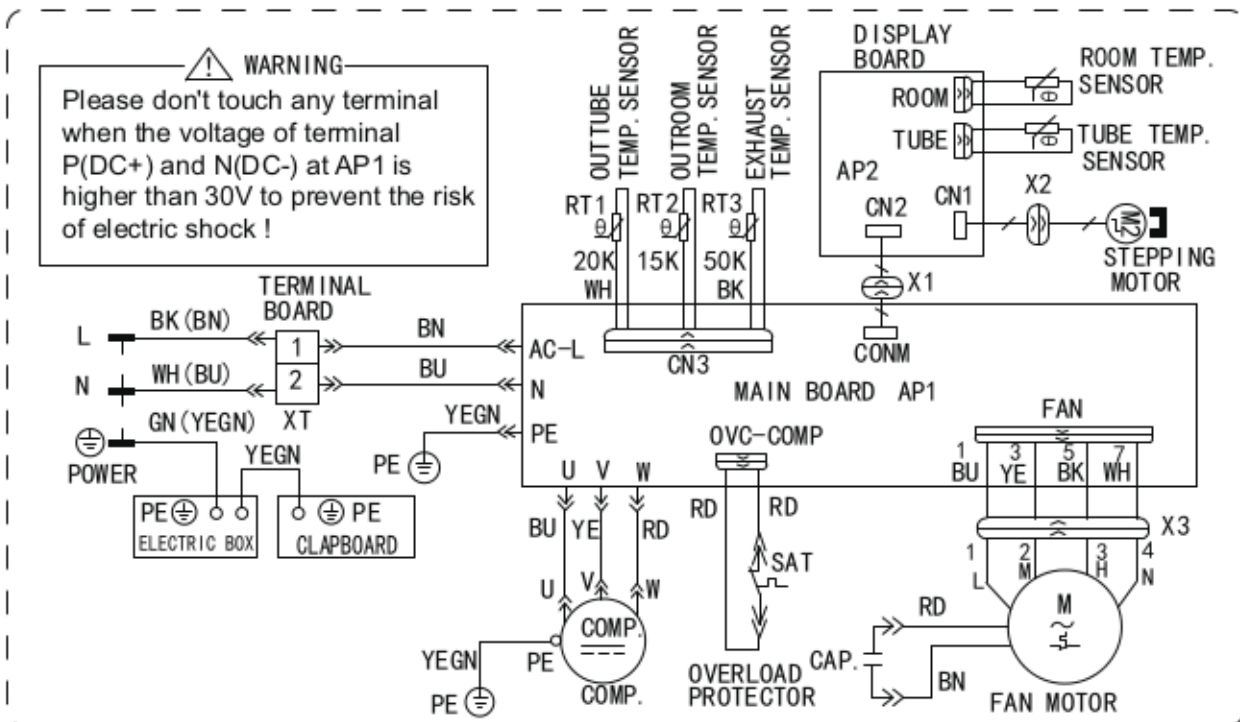 WARNING
Please don't touch any terminal
when the voltage of terminal
P(DC+) and N(DC-) at AP1 is
higher than 30V to prevent the risk
of electric shock !
OUTTUBE
TEMP. SENSOR
OUTROOM
TEMP. SENSOR
EXHAUST
TEMP. SENSOR
RT1
RT2
RT3
θ
θ
θ
20K
15K
50K
WH
BK
CN3
DISPLAY
BOARD
ROOM
θ
ROOM TEMP.
SENSOR
TUBE
θ
TUBE TEMP.
SENSOR
AP2
CN2
CN1
X2
M2
STEPPING
MOTOR
X1
CONM
TERMINAL
BOARD
L
BK(BN)
1
BN
AC-L
N
WH(BU)
2
BU
N
XT
GN(YEGN)
POWER
YEGN
YEGN
PE
PE
PE
ELECTRIC BOX
PE
CLAPBOARD
MAIN BOARD AP1
U V W
BU YE RD
U V W
COMP.
COMP.
PE
YEGN
PE
OVC-COMP
RD
RD
SAT
OVERLOAD
PROTECTOR
FAN
1 3 5 7
BU YE BK WH
X3
1 2 3 4
L M H N
M
~
FAN MOTOR
CAP.
RD
BN